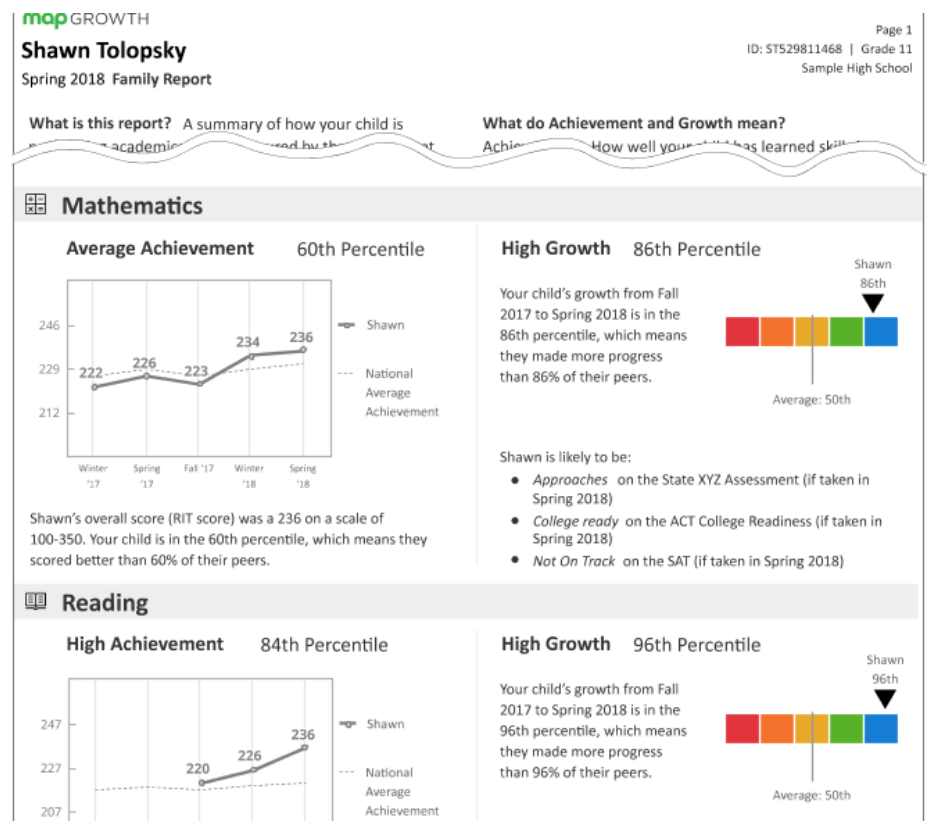 map GROWTH
Page 1
Shawn Tolopsky
ID: ST529811468 | Grade 11
Spring 2018 Family Report
Sample High School
What is this report? A summary of how your child is
What do Achievement and Growth mean?
How well your child has learned
Mathematics
Average Achievement 60th Percentile
246
229
212
222
226
223
234
236
Shawn
National
Average
Achievement
Winter '17
Spring '17
Fall '17
Winter '18
Spring '18
Shawn's overall score (RIT score) was a 236 on a scale of
100-350. Your child is in the 60th percentile, which means they
scored better than 60% of their peers.
High Growth 86th Percentile
Your child's growth from Fall
2017 to Spring 2018 is in the
86th percentile, which means
they made more progress
than 86% of their peers.
Shawn
86th
Average: 50th
Shawn is likely to be:
• Approaches on the State XYZ Assessment (if taken in
Spring 2018)
• College ready on the ACT College Readiness (if taken in
Spring 2018)
• Not On Track on the SAT (if taken in Spring 2018)
Reading
High Achievement 84th Percentile
247
227
207
220
226
236
Shawn
National
Average
Achievement
High Growth 96th Percentile
Your child's growth from Fall
2017 to Spring 2018 is in the
96th percentile, which means
they made more progress
than 96% of their peers.
Shawn
96th
Average: 50th